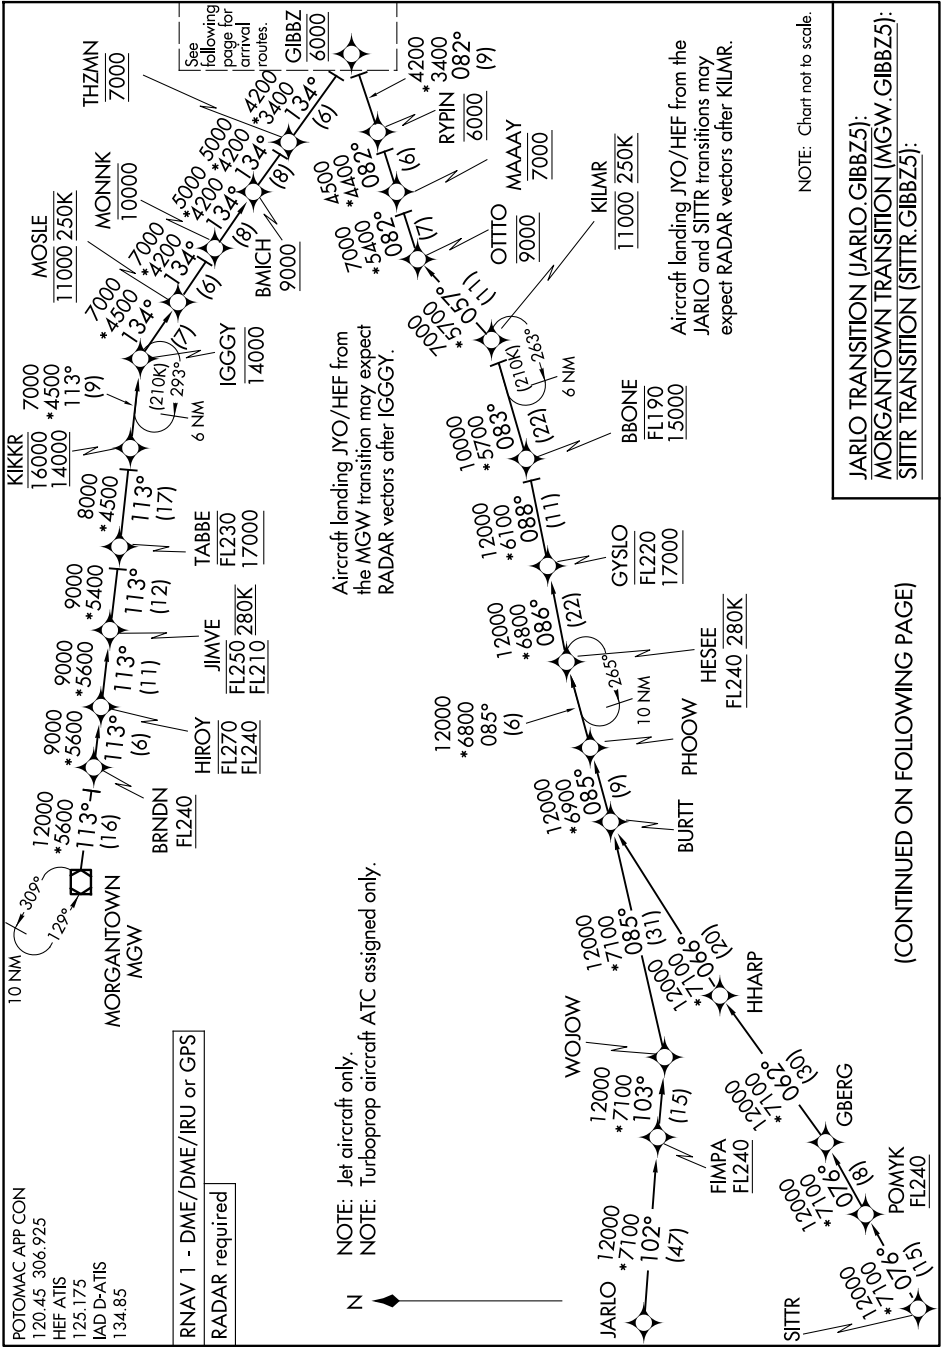 POTOMAC APP CON
120.45 306.925
HEF ATIS
125.175
IAD D-ATIS
134.85
RNAV 1 - DME/DME/IRU or GPS
RADAR required
10 NM
309°
129°
MORGANTOWN
MGW
12000
*5600
113°
(16)
BRNDN
FL240
9000
*5600
113°
(6)
HIROY
FL270
FL240
9000
*5600
113°
(11)
JIMVE
FL250 280K
FL210
9000
*5400
113°
(12)
TABBE
FL230
17000
8000
*4500
113°
(17)
KIKKR
16000
14000
7000
*4500
113°
(9)
(210K)
293°
6 NM
IGGGY
14000
7000
*4500
134°
(7)
MOSLE
11000 250K
7000
*4200
134°
(6)
MONNK
10000
5000
*4200
134°
(8)
BMICH
9000
5000
*4200
134°
(8)
THZMN
7000
4200
*3400
134°
(6)
See
following
page for
arrival
routes.
GIBBZ
6000
4200
*3400
082°
(9)
RYPIN
6000
4500
*4400
082°
(6)
MAAAY
7000
7000
*5400
082°
(7)
OTTTO
9000
7000
*5700
057°
(11)
KILMR
11000 250K
(210K)
263°
6 NM
10000
*5700
083°
(22)
BBONE
FL190
15000
12000
*6100
088°
(11)
GYSLO
FL220
17000
12000
*6800
086°
(22)
HESEE
FL240 280K
265°
10 NM
12000
*6800
085°
(6)
PHOOW
12000
*6900
085°
(9)
BURTT
12000
*7100
085°
(31)
WOJOW
12000
*7100
103°
(15)
FIMPA
FL240
12000
*7100
102°
(47)
JARLO
12000
*7100
066°
(20)
HHARP
12000
*7100
062°
(30)
GBERG
12000
*7100
076°
(8)
POMYK
FL240
12000
*7100
076°
(15)
SITTR
N
NOTE: Jet aircraft only.
NOTE: Turboprop aircraft ATC assigned only.
Aircraft landing JYO/HEF from
the MGW transition may expect
RADAR vectors after IGGGY.
Aircraft landing JYO/HEF from the
JARLO and SITTR transitions may
expect RADAR vectors after KILMR.
NOTE: Chart not to scale.
(CONTINUED ON FOLLOWING PAGE)
JARLO TRANSITION (JARLO.GIBBZ5):
MORGANTOWN TRANSITION (MGW.GIBBZ5):
SITTR TRANSITION (SITTR.GIBBZ5):